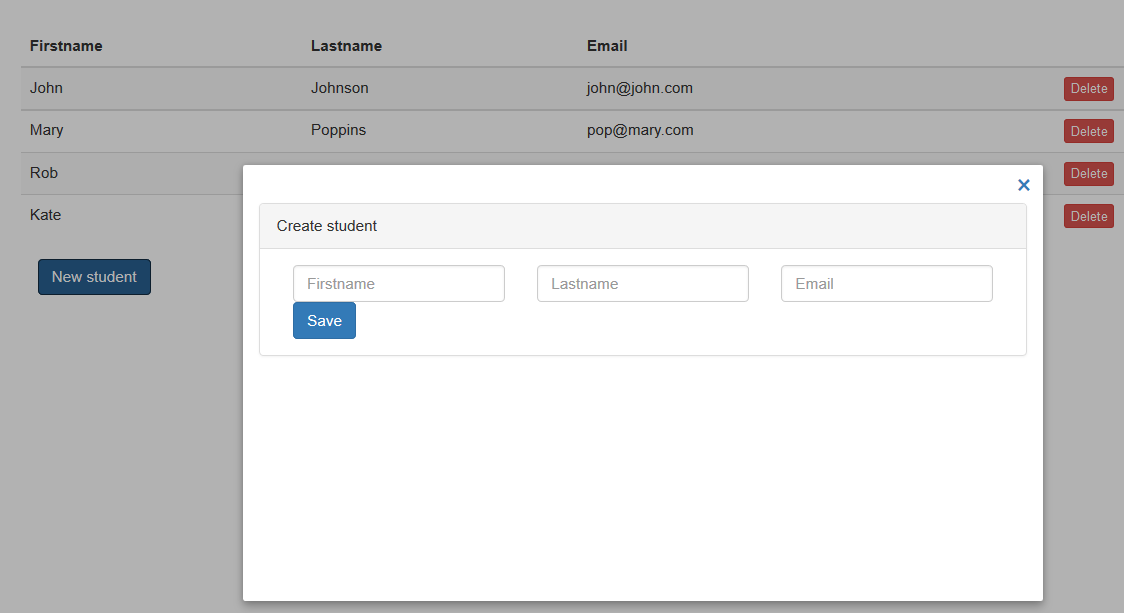 Firstname Lastname Email
John Johnson john@john.com Delete
Mary Poppins pop@mary.com Delete
Rob Delete
×
Kate Delete
Create student
New student
Firstname Lastname Email
Save